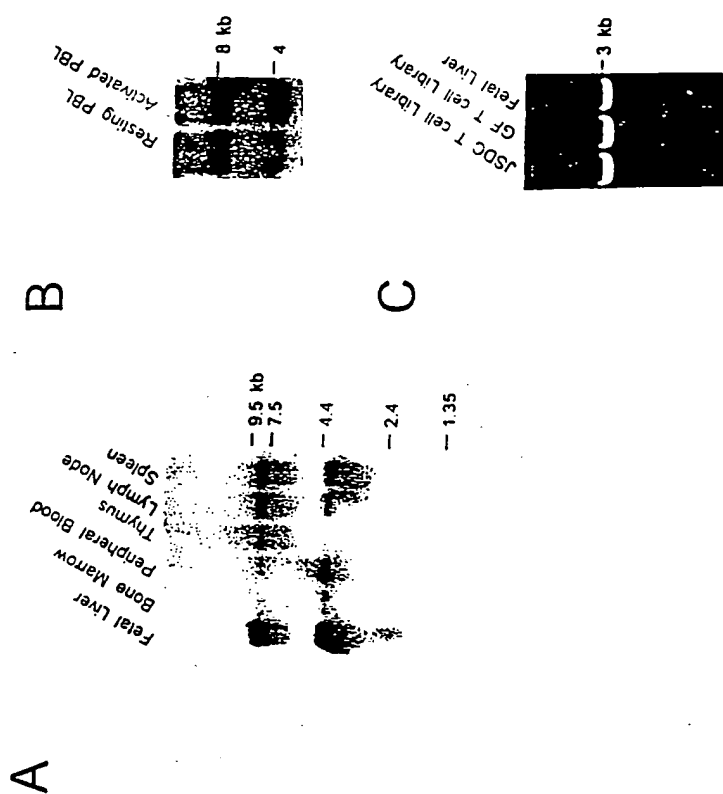 A
Fetal Liver
Bone Marrow
Peripheral Blood
Thymus
Lymph Node
Spleen
— 9.5 kb
— 7.5
— 4.4
— 2.4
— 1.35
B
Resting PBL
Activated PBL
— 8 kb
— 4
C
JSDC T cell Library
GF T cell Library
Fetal Liver
— 3 kb